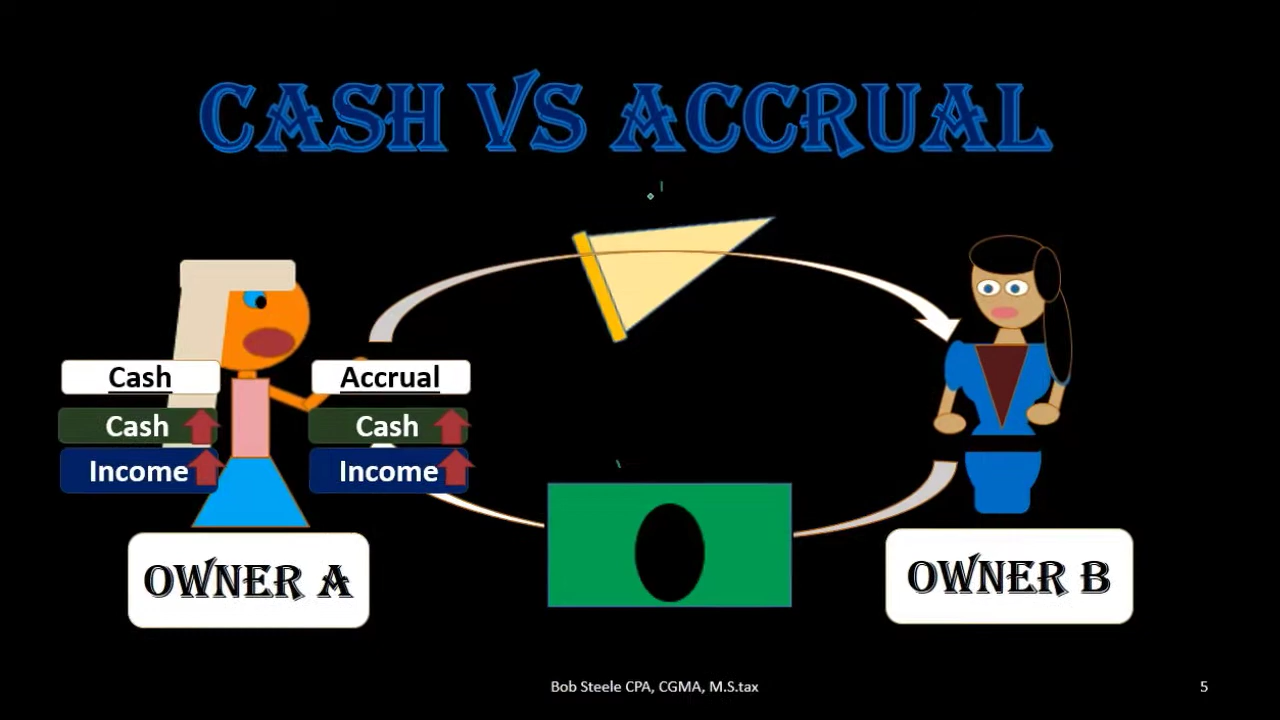 CASH VS ACCRUAL
Cash
Accrual
Cash
Cash
Income
Income
OWNER A
OWNER B
Bob Steele CPA, CGMA, M.S.tax
5